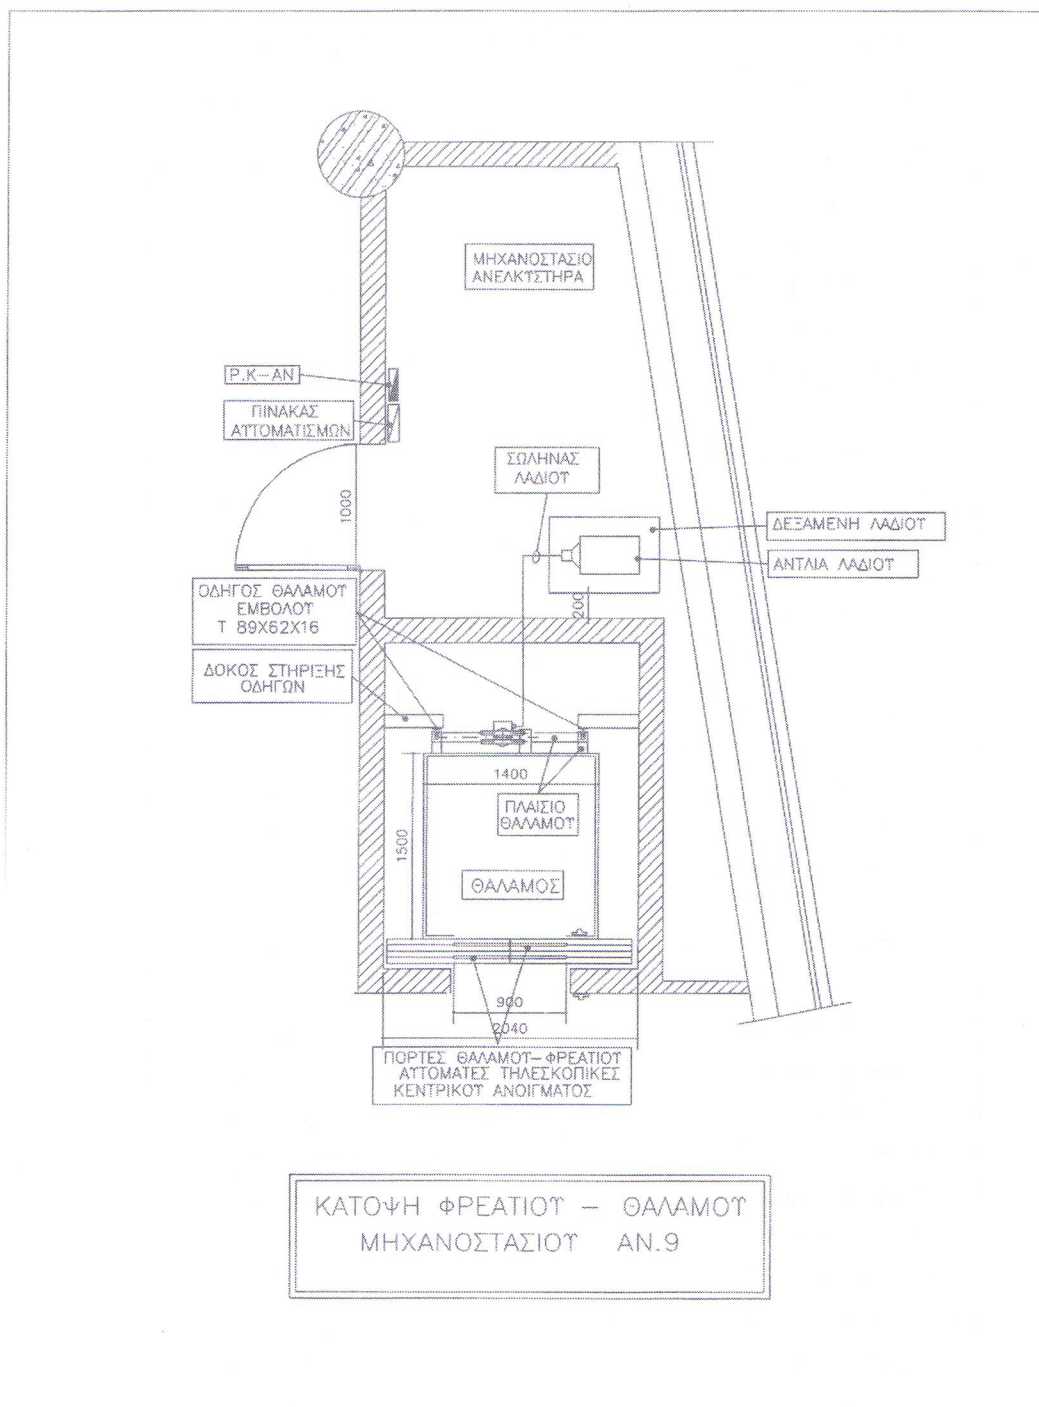 ΜΗΧΑΝΟΣΤΑΣΙΟ
ΑΝΕΛΚΥΣΤΗΡΑ
Ρ.Κ-ΑΝ
ΠΙΝΑΚΑΣ
ΑΥΤΟΜΑΤΙΣΜΩΝ
ΣΩΛΗΝΑΣ
ΛΑΔΙΟΥ
1000
ΔΕΞΑΜΕΝΗ ΛΑΔΙΟΥ
ΑΝΤΛΙΑ ΛΑΔΙΟΥ
200
ΟΔΗΓΟΣ ΘΑΛΑΜΟΥ
ΕΜΒΟΛΟΥ
Τ 89Χ62Χ16
ΔΟΚΟΣ ΣΤΗΡΙΞΗΣ
ΟΔΗΓΩΝ
1400
ΠΛΑΙΣΙΟ
ΘΑΛΑΜΟΥ
1500
ΘΑΛΑΜΟΣ
900
2040
ΠΟΡΤΕΣ ΘΑΛΑΜΟΥ-ΦΡΕΑΤΙΟΥ
ΑΥΤΟΜΑΤΕΣ ΤΗΛΕΣΚΟΠΙΚΕΣ
ΚΕΝΤΡΙΚΟΥ ΑΝΟΙΓΜΑΤΟΣ
ΚΑΤΟΨΗ ΦΡΕΑΤΙΟΥ - ΘΑΛΑΜΟΥ
ΜΗΧΑΝΟΣΤΑΣΙΟΥ ΑΝ.9